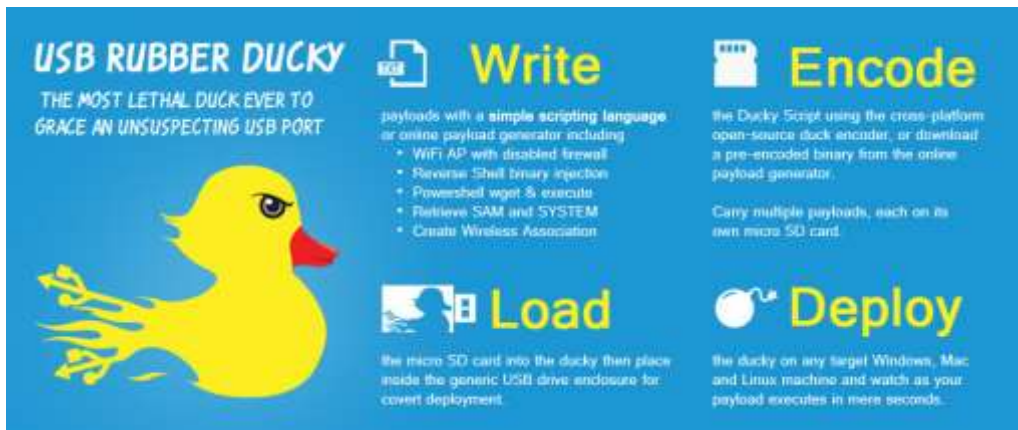 USB RUBBER DUCKY
THE MOST LETHAL DUCK EVER TO
GRACE AN UNSUSPECTING USB PORT
TXT
Write
payloads with a simple scripting language
or online payload generator including
• WiFi AP with disabled firewall
• Reverse Shell binary injection
• Powershell wget & execute
• Retrieve SAM and SYSTEM
• Create Wireless Association
Encode
the Ducky Script using the cross-platform
open-source duck encoder, or download
a pre-encoded binary from the online
payload generator.
Carry multiple payloads, each on its
own micro SD card.
Load
the micro SD card into the ducky then place
inside the generic USB drive enclosure for
covert deployment.
Deploy
the ducky on any target Windows, Mac
and Linux machine and watch as your
payload executes in mere seconds.